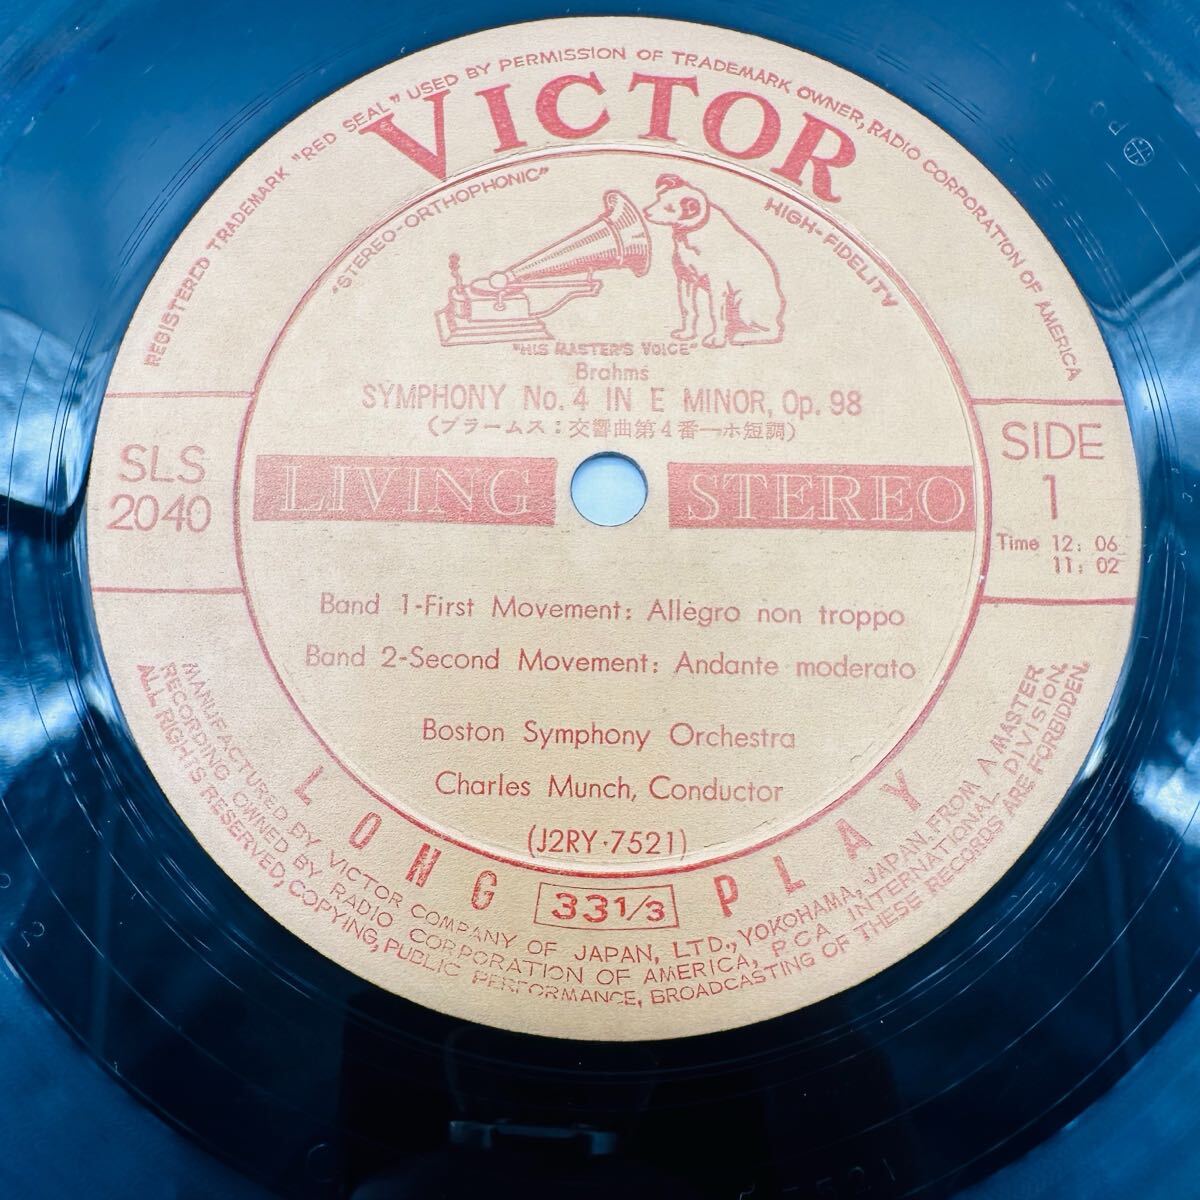 REGISTERED TRADEMARK "RED SEAL" USED BY PERMISSION OF TRADEMARK OWNER, RADIO CORPORATION OF AMERICA
VICTOR
"STEREO-ORTHOPHONIC" HIGH-FIDELITY
"HIS MASTER'S VOICE"
Brahms
SYMPHONY No. 4 IN E MINOR, Op. 98
(ブラームス：交響曲第4番―ホ短調)
SLS
2040
LIVING STEREO
SIDE
1
Time 12: 06
11: 02
Band 1-First Movement: Allegro non troppo
Band 2-Second Movement: Andante moderato
Boston Symphony Orchestra
Charles Munch, Conductor
(J2RY·7521)
LONG 33 1/3 PLAY
MANUFACTURED BY VICTOR COMPANY OF JAPAN, LTD., YOKOHAMA, JAPAN, FROM A MASTER
RECORDING OWNED BY RADIO CORPORATION OF AMERICA, RCA INTERNATIONAL DIVISION.
ALL RIGHTS RESERVED, COPYING, PUBLIC PERFORMANCE, BROADCASTING OF THESE RECORDS ARE FORBIDDEN.